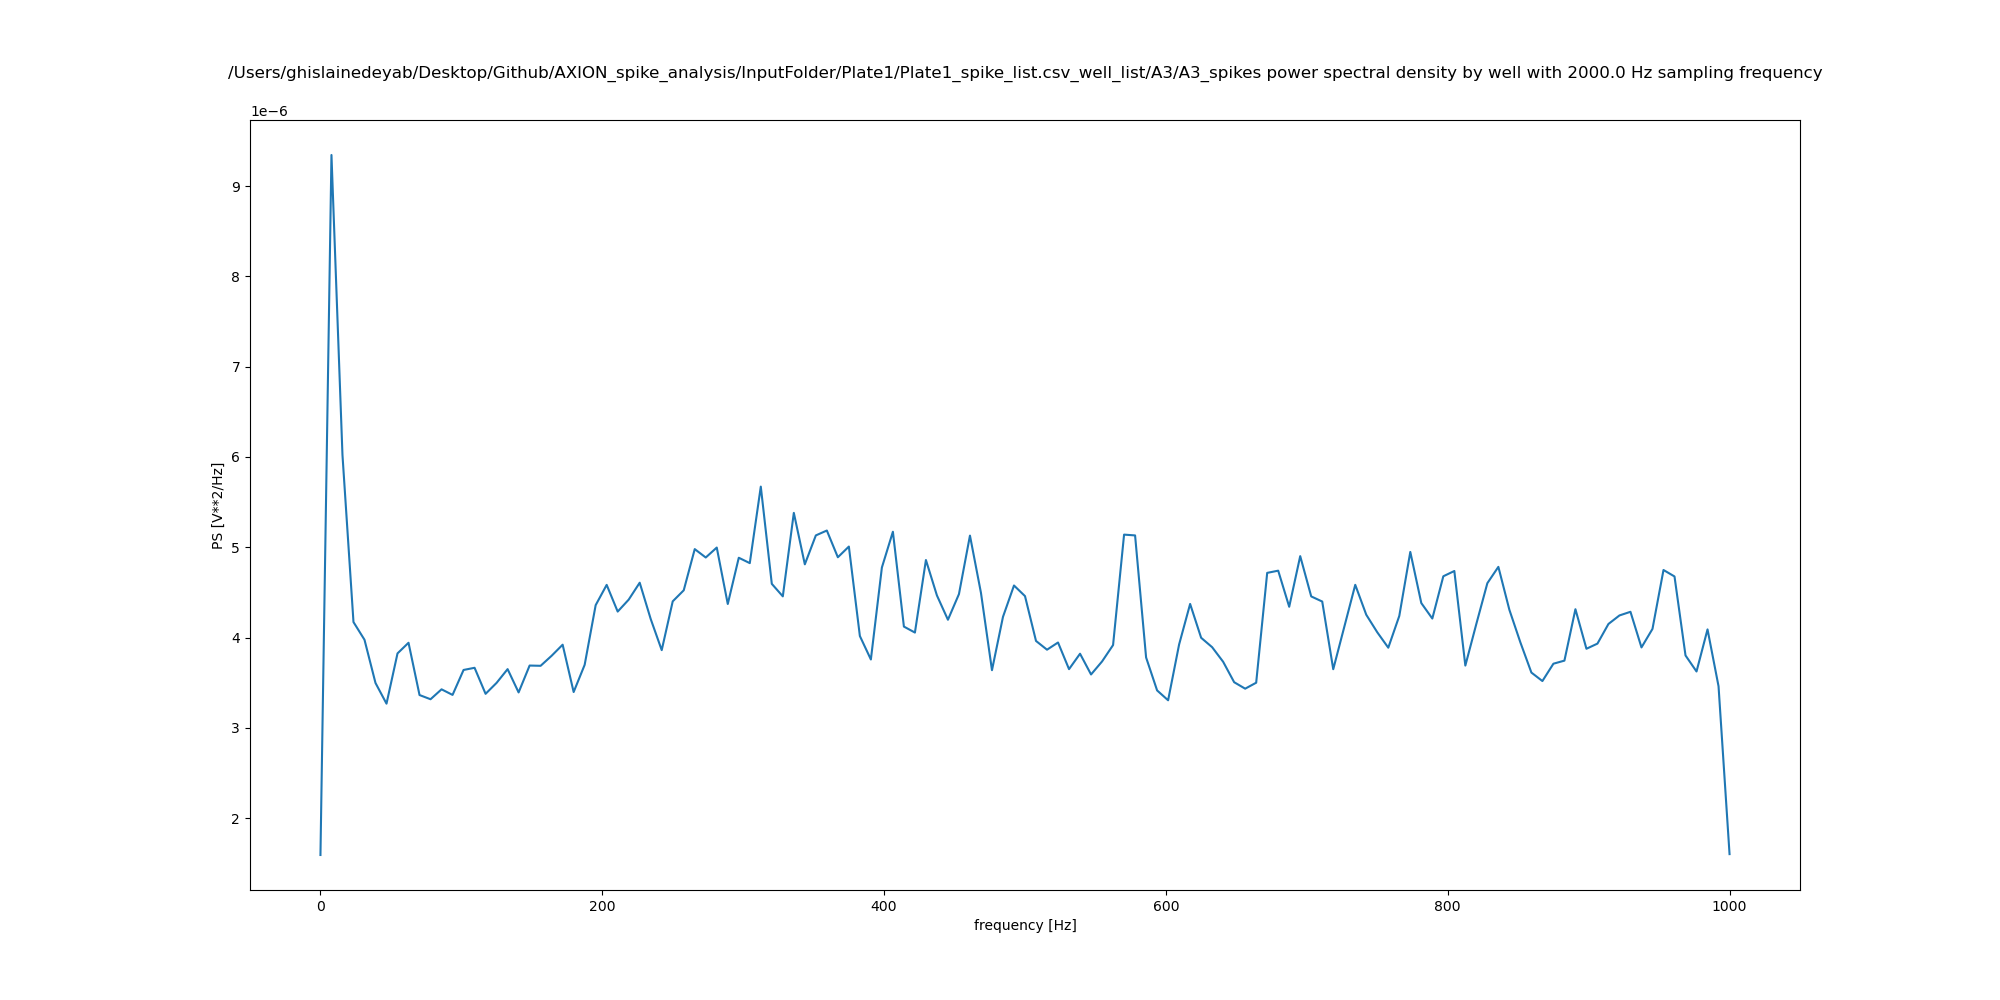 /Users/ghislainedeyab/Desktop/Github/AXION_spike_analysis/InputFolder/Plate1/Plate1_spike_list.csv_well_list/A3/A3_spikes power spectral density by well with 2000.0 Hz sampling frequency
1e−6
9
8
7
6
5
4
3
2
PS [V**2/Hz]
0 200 400 600 800 1000
frequency [Hz]